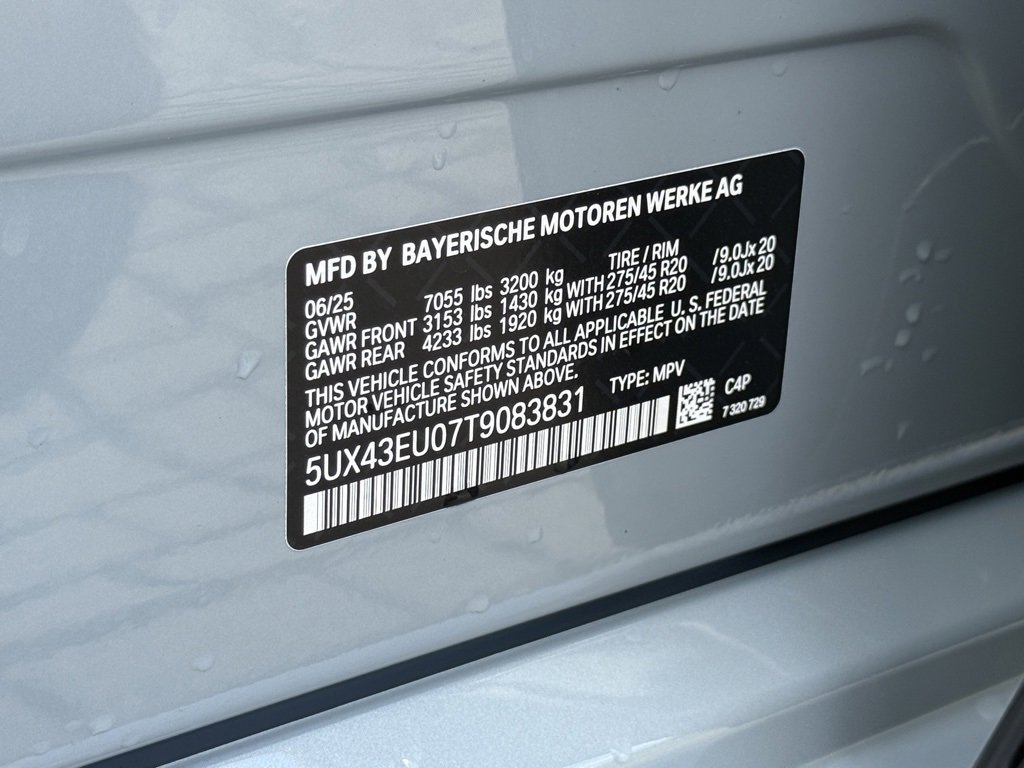 MFD BY BAYERISCHE MOTOREN WERKE AG
06/25 TIRE / RIM
GVWR 7055 lbs 3200 kg
GAWR FRONT 3153 lbs 1430 kg WITH 275/45 R20 /9.0Jx20
GAWR REAR 4233 lbs 1920 kg WITH 275/45 R20 /9.0Jx20
THIS VEHICLE CONFORMS TO ALL APPLICABLE U. S. FEDERAL
MOTOR VEHICLE SAFETY STANDARDS IN EFFECT ON THE DATE
OF MANUFACTURE SHOWN ABOVE.
TYPE: MPV
5UX43EU07T9083831
C4P
7 320 729